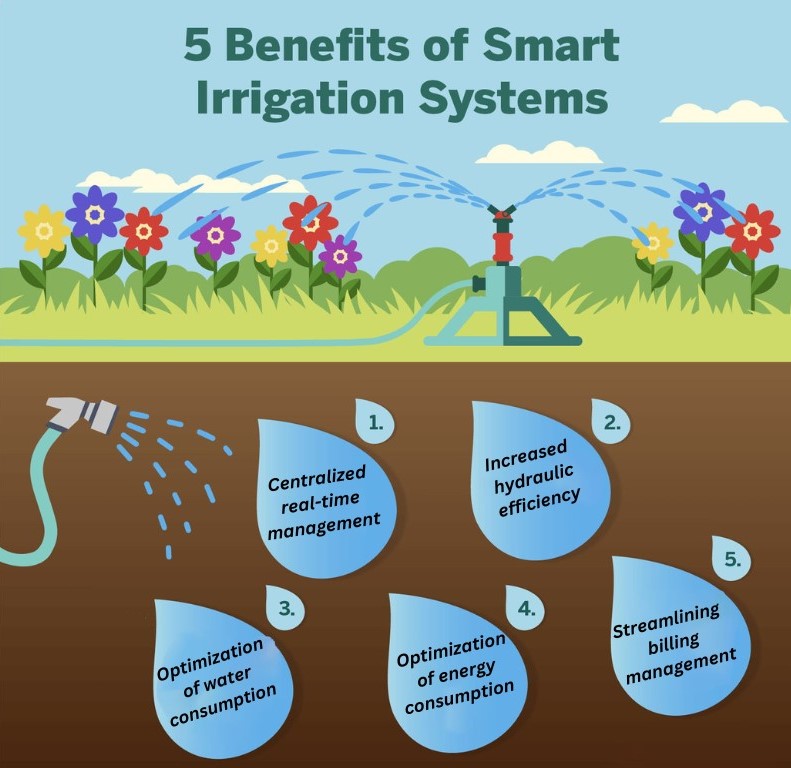 5 Benefits of Smart
Irrigation Systems
1.
Centralized
real-time
management
2.
Increased
hydraulic
efficiency
3.
Optimization
of water
consumption
4.
Optimization
of energy
consumption
5.
Streamlining
billing
management